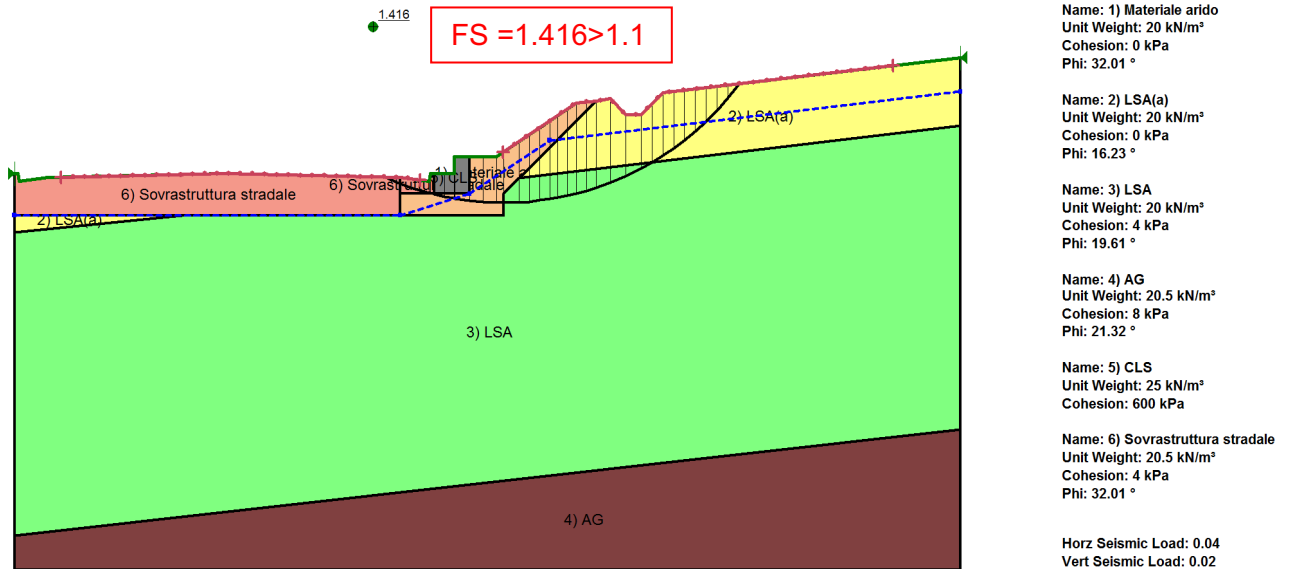 1.416
FS =1.416>1.1
2) LSA(a)
6) Sovrastruttura stradale
6) Sovrastruttura stradale
2) LSA(a)
3) LSA
4) AG
Name: 1) Materiale arido
Unit Weight: 20 kN/m³
Cohesion: 0 kPa
Phi: 32.01 °
Name: 2) LSA(a)
Unit Weight: 20 kN/m³
Cohesion: 0 kPa
Phi: 16.23 °
Name: 3) LSA
Unit Weight: 20 kN/m³
Cohesion: 4 kPa
Phi: 19.61 °
Name: 4) AG
Unit Weight: 20.5 kN/m³
Cohesion: 8 kPa
Phi: 21.32 °
Name: 5) CLS
Unit Weight: 25 kN/m³
Cohesion: 600 kPa
Name: 6) Sovrastruttura stradale
Unit Weight: 20.5 kN/m³
Cohesion: 4 kPa
Phi: 32.01 °
Horz Seismic Load: 0.04
Vert Seismic Load: 0.02